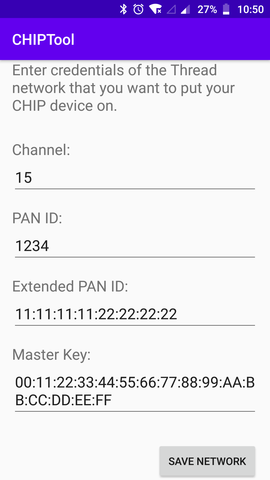 27% 10:50
CHIPTool
Enter credentials of the Thread
network that you want to put your
CHIP device on.
Channel:
15
PAN ID:
1234
Extended PAN ID:
11:11:11:11:22:22:22:22
Master Key:
00:11:22:33:44:55:66:77:88:99:AA:B
B:CC:DD:EE:FF
SAVE NETWORK